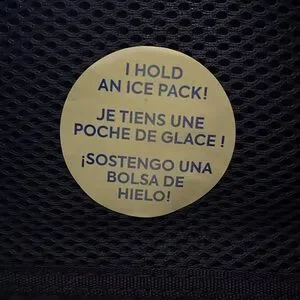 I HOLD
AN ICE PACK!
JE TIENS UNE
POCHE DE GLACE !
¡SOSTENGO UNA
BOLSA DE
HIELO!